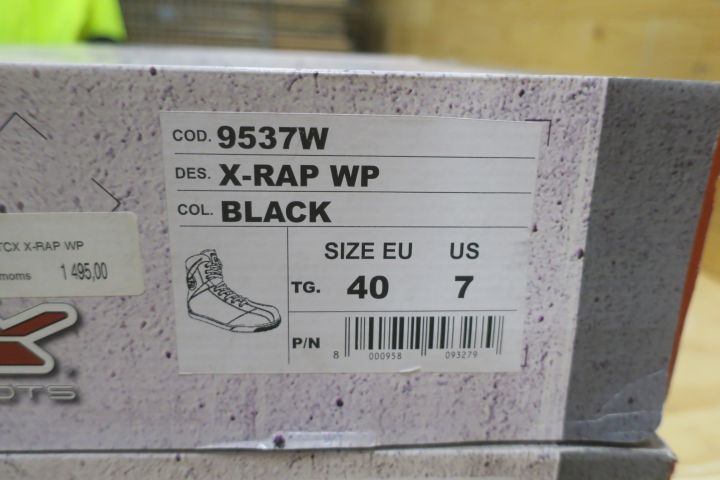 COD. 9537W
DES. X-RAP WP
COL. BLACK
SIZE EU US
TG. 40 7
P/N
8 000958 093279
TCX X-RAP WP
moms 1 495,00
OTS